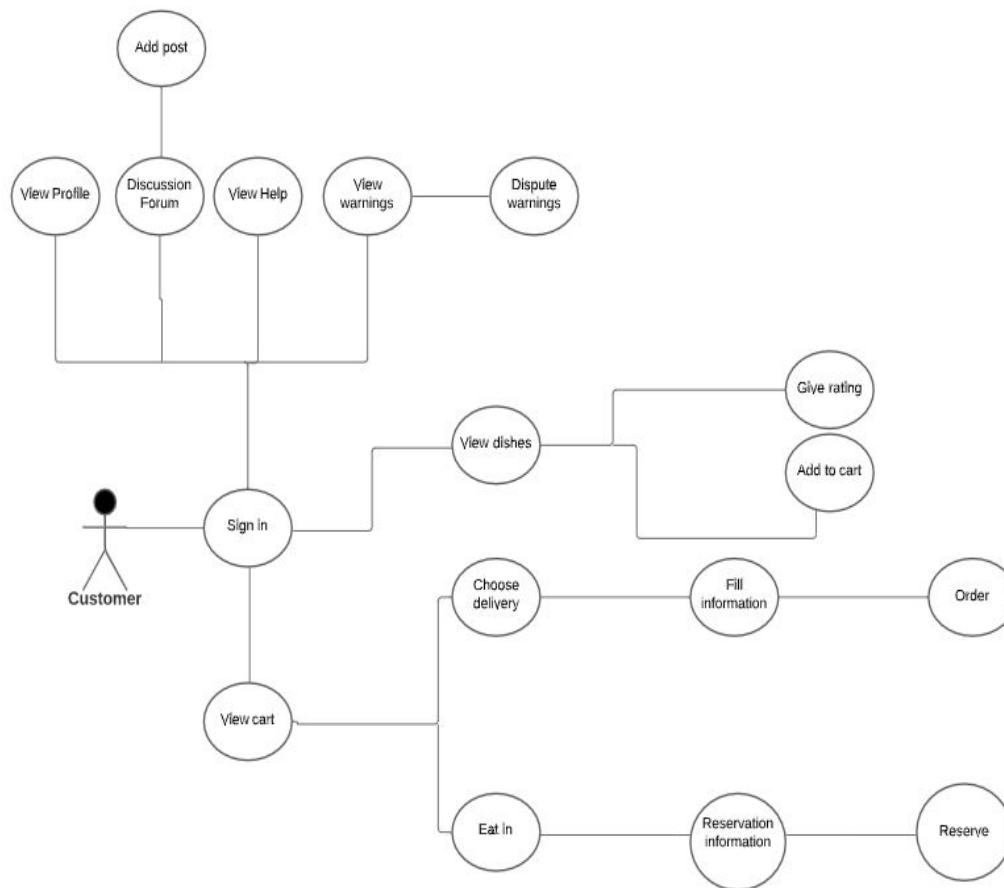 Add post
View Profile
Discussion
Forum
View Help
View
warnings
Dispute
warnings
Give rating
View dishes
Add to cart
Sign in
Customer
Choose
delivery
Fill
information
Order
View cart
Eat in
Reservation
information
Reserve